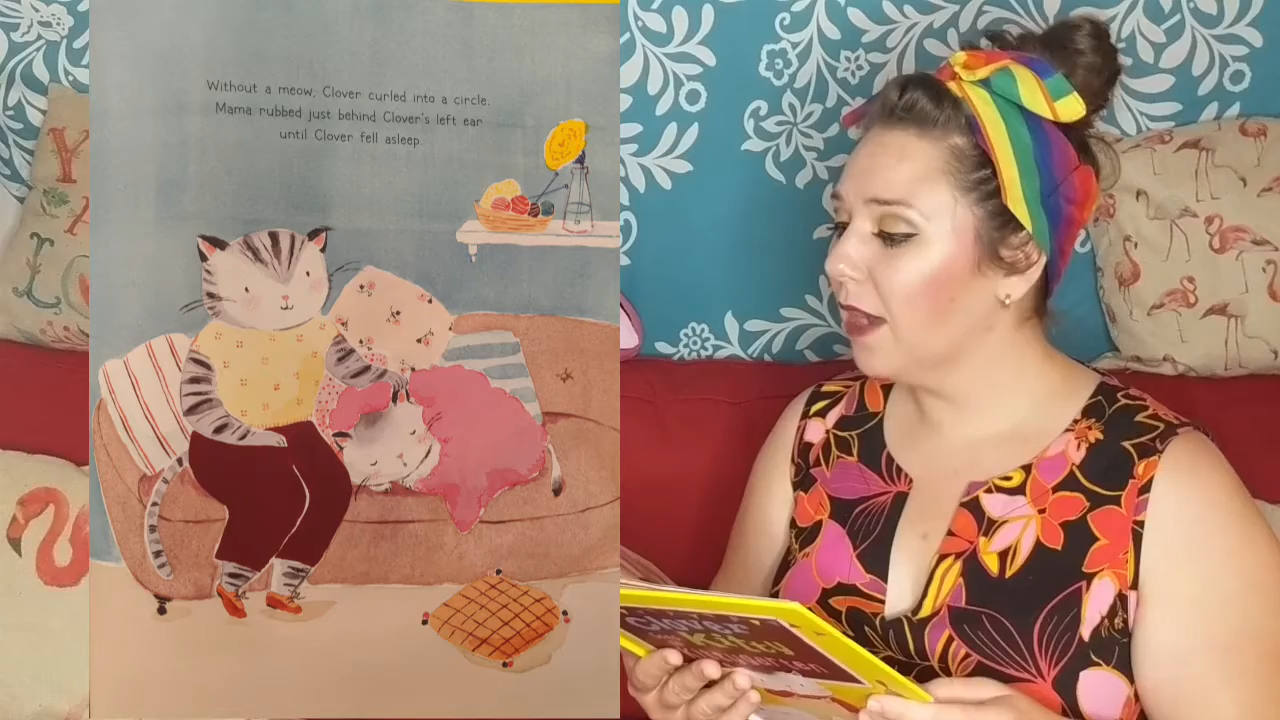 Without a meow, Clover curled into a circle.
Mama rubbed just behind Clover's left ear
until Clover fell asleep.
Clover
Kitty